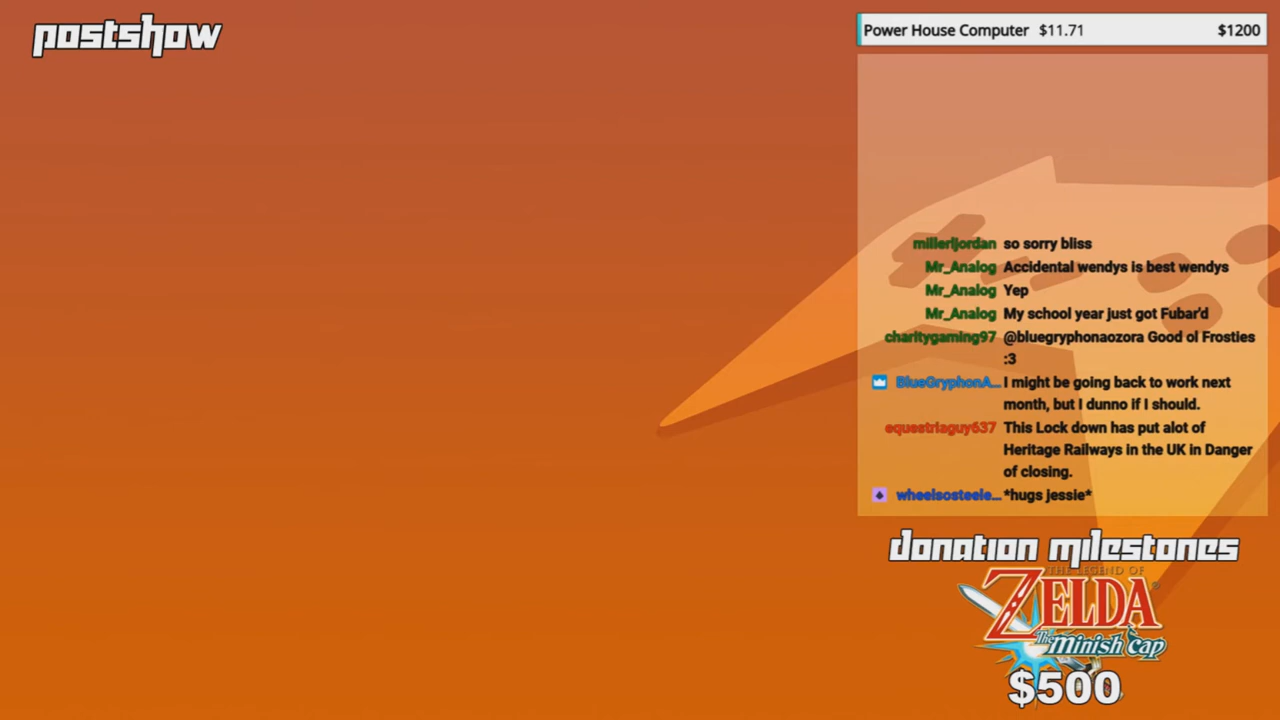 postshow
Power House Computer $11.71 $1200
millerljordan so sorry bliss
Mr_Analog Accidental wendys is best wendys
Mr_Analog Yep
Mr_Analog My school year just got Fubar'd
charitygaming97 @bluegryphonaozora Good ol Frosties
:3
BlueGryphonA... I might be going back to work next
month, but I dunno if I should.
equestriaguy637 This Lock down has put alot of
Heritage Railways in the UK in Danger
of closing.
wheelsosteele... *hugs jessie*
donation milestones
THE LEGEND OF
ZELDA
The Minish Cap
$500